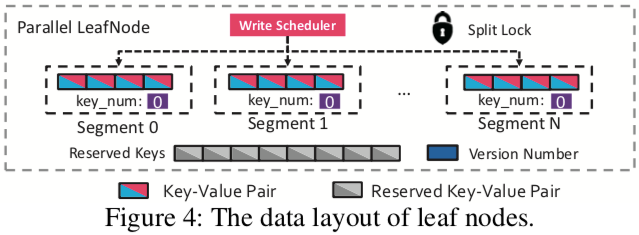 Parallel LeafNode
Write Scheduler
Split Lock
key_num: 0
key_num: 0
...
key_num: 0
Segment 0
Segment 1
Segment N
Reserved Keys
Version Number
Key-Value Pair
Reserved Key-Value Pair
Figure 4: The data layout of leaf nodes.